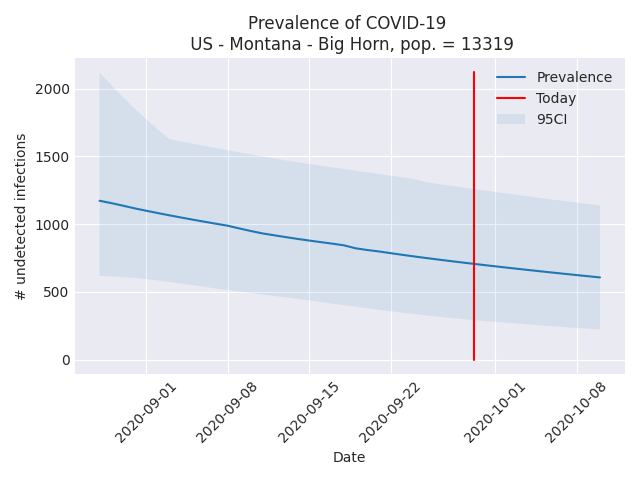 Prevalence of COVID-19
US - Montana - Big Horn, pop. = 13319
Prevalence
Today
95CI
# undetected infections
2000
1500
1000
500
0
2020-09-01
2020-09-08
2020-09-15
2020-09-22
2020-10-01
2020-10-08
Date